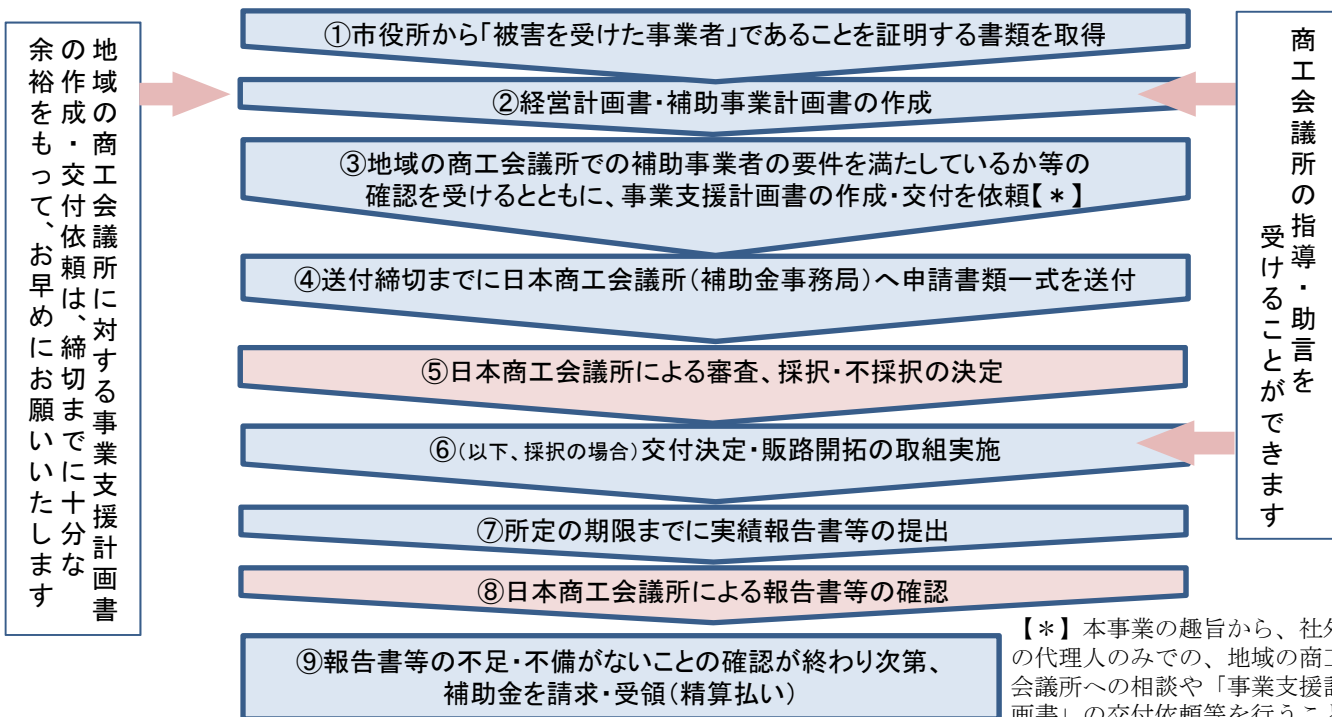 地域の商工会議所に対する事業支援計画書
の作成・交付依頼は、締切までに十分な
余裕をもって、お早めにお願いいたします
①市役所から「被害を受けた事業者」であることを証明する書類を取得
②経営計画書・補助事業計画書の作成
③地域の商工会議所での補助事業者の要件を満たしているか等の
確認を受けるとともに、事業支援計画書の作成・交付を依頼【*】
④送付締切までに日本商工会議所(補助金事務局)へ申請書類一式を送付
⑤日本商工会議所による審査、採択・不採択の決定
⑥(以下、採択の場合)交付決定・販路開拓の取組実施
⑦所定の期限までに実績報告書等の提出
⑧日本商工会議所による報告書等の確認
⑨報告書等の不足・不備がないことの確認が終わり次第、
補助金を請求・受領(精算払い)
商工会議所の指導・助言を
受けることができます
【*】本事業の趣旨から、社外
の代理人のみでの、地域の商工
会議所への相談や「事業支援計
画書」の交付依頼等を行うこと